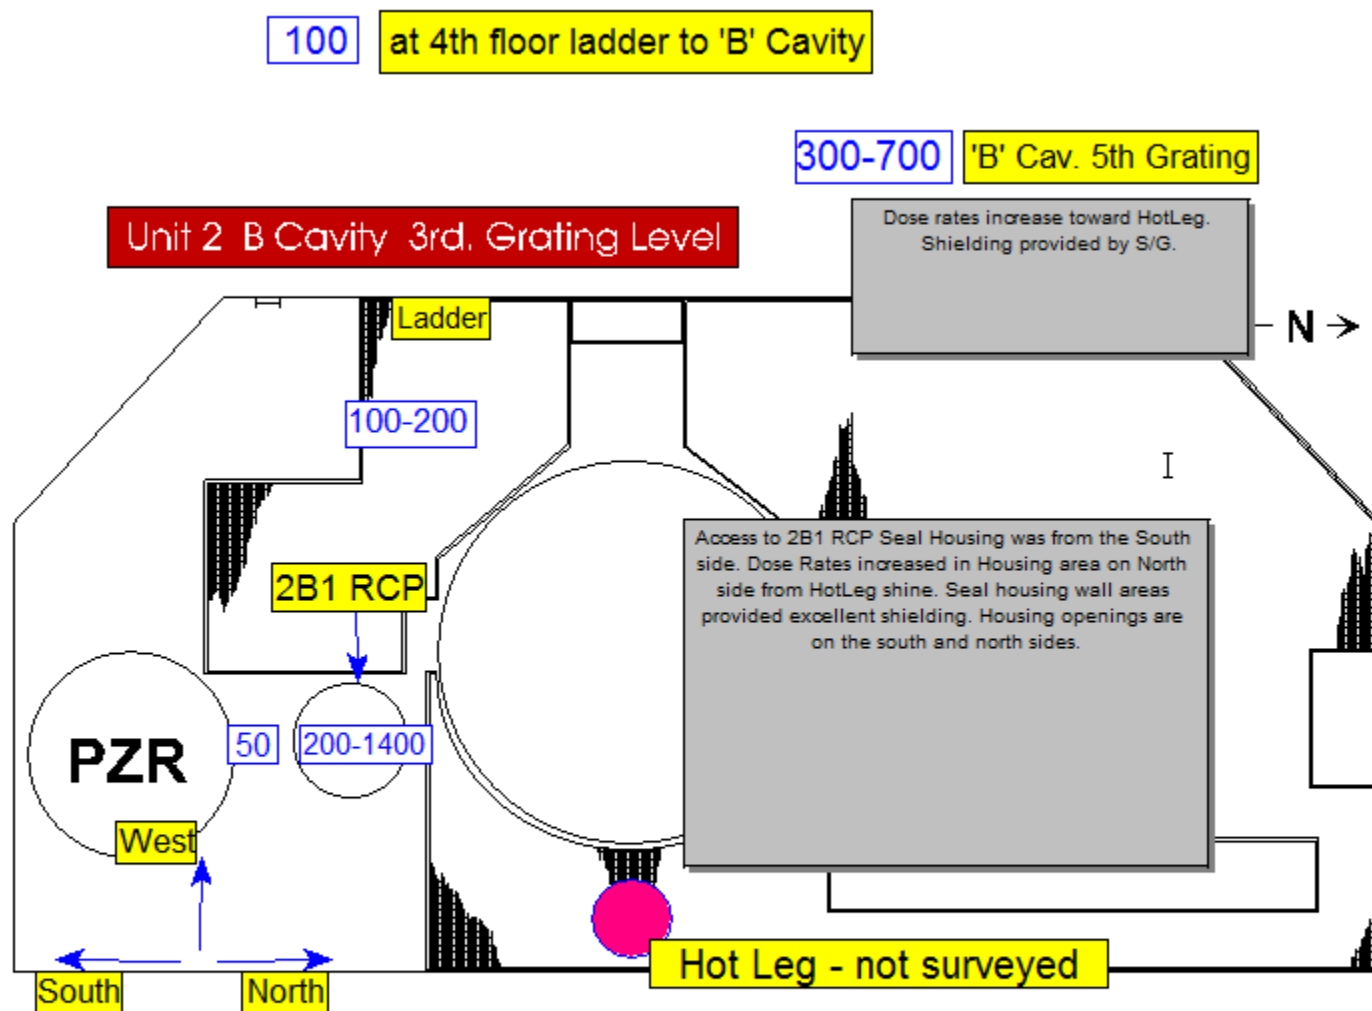 100 at 4th floor ladder to 'B' Cavity
300-700 'B' Cav. 5th Grating
Unit 2 B Cavity 3rd. Grating Level
Dose rates increase toward HotLeg.
Shielding provided by S/G.
Ladder
N
100-200
Access to 2B1 RCP Seal Housing was from the South
side. Dose Rates increased in Housing area on North
side from HotLeg shine. Seal housing wall areas
provided excellent shielding. Housing openings are
on the south and north sides.
2B1 RCP
PZR
50
200-1400
West
Hot Leg - not surveyed
South
North